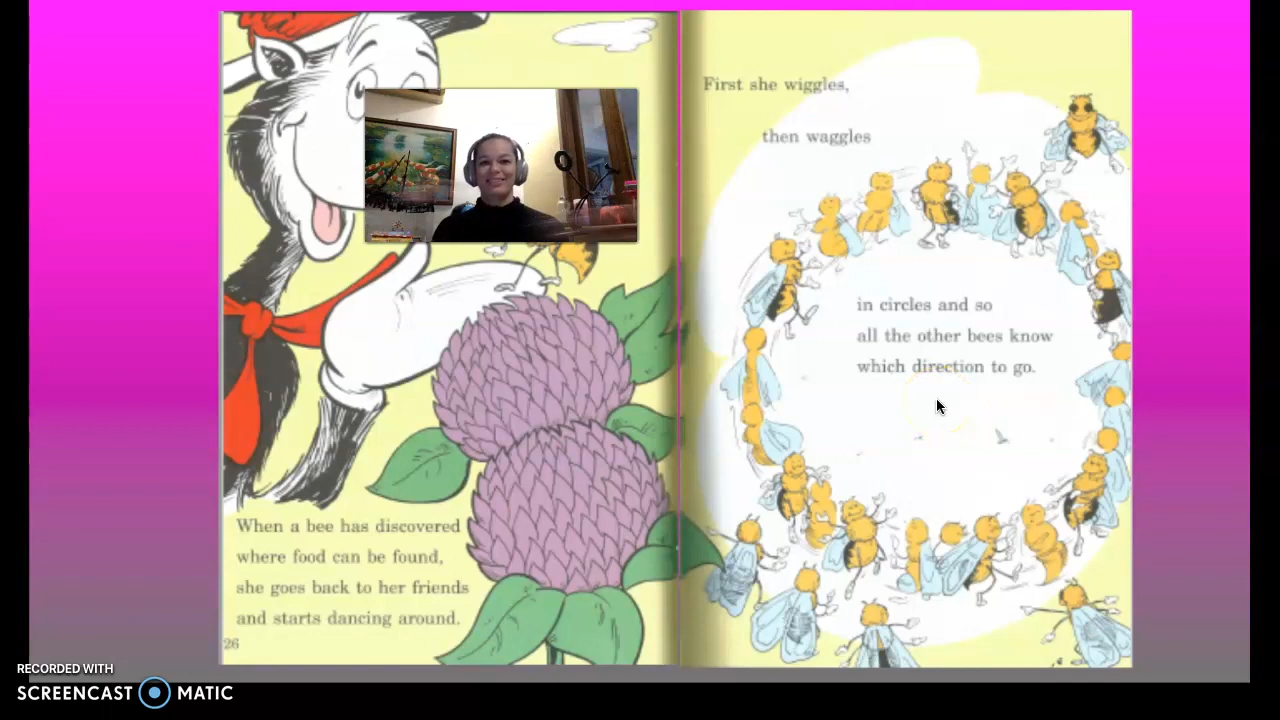 When a bee has discovered
where food can be found,
she goes back to her friends
and starts dancing around.
26
First she wiggles,
then waggles
in circles and so
all the other bees know
which direction to go.
RECORDED WITH
SCREENCAST MATIC